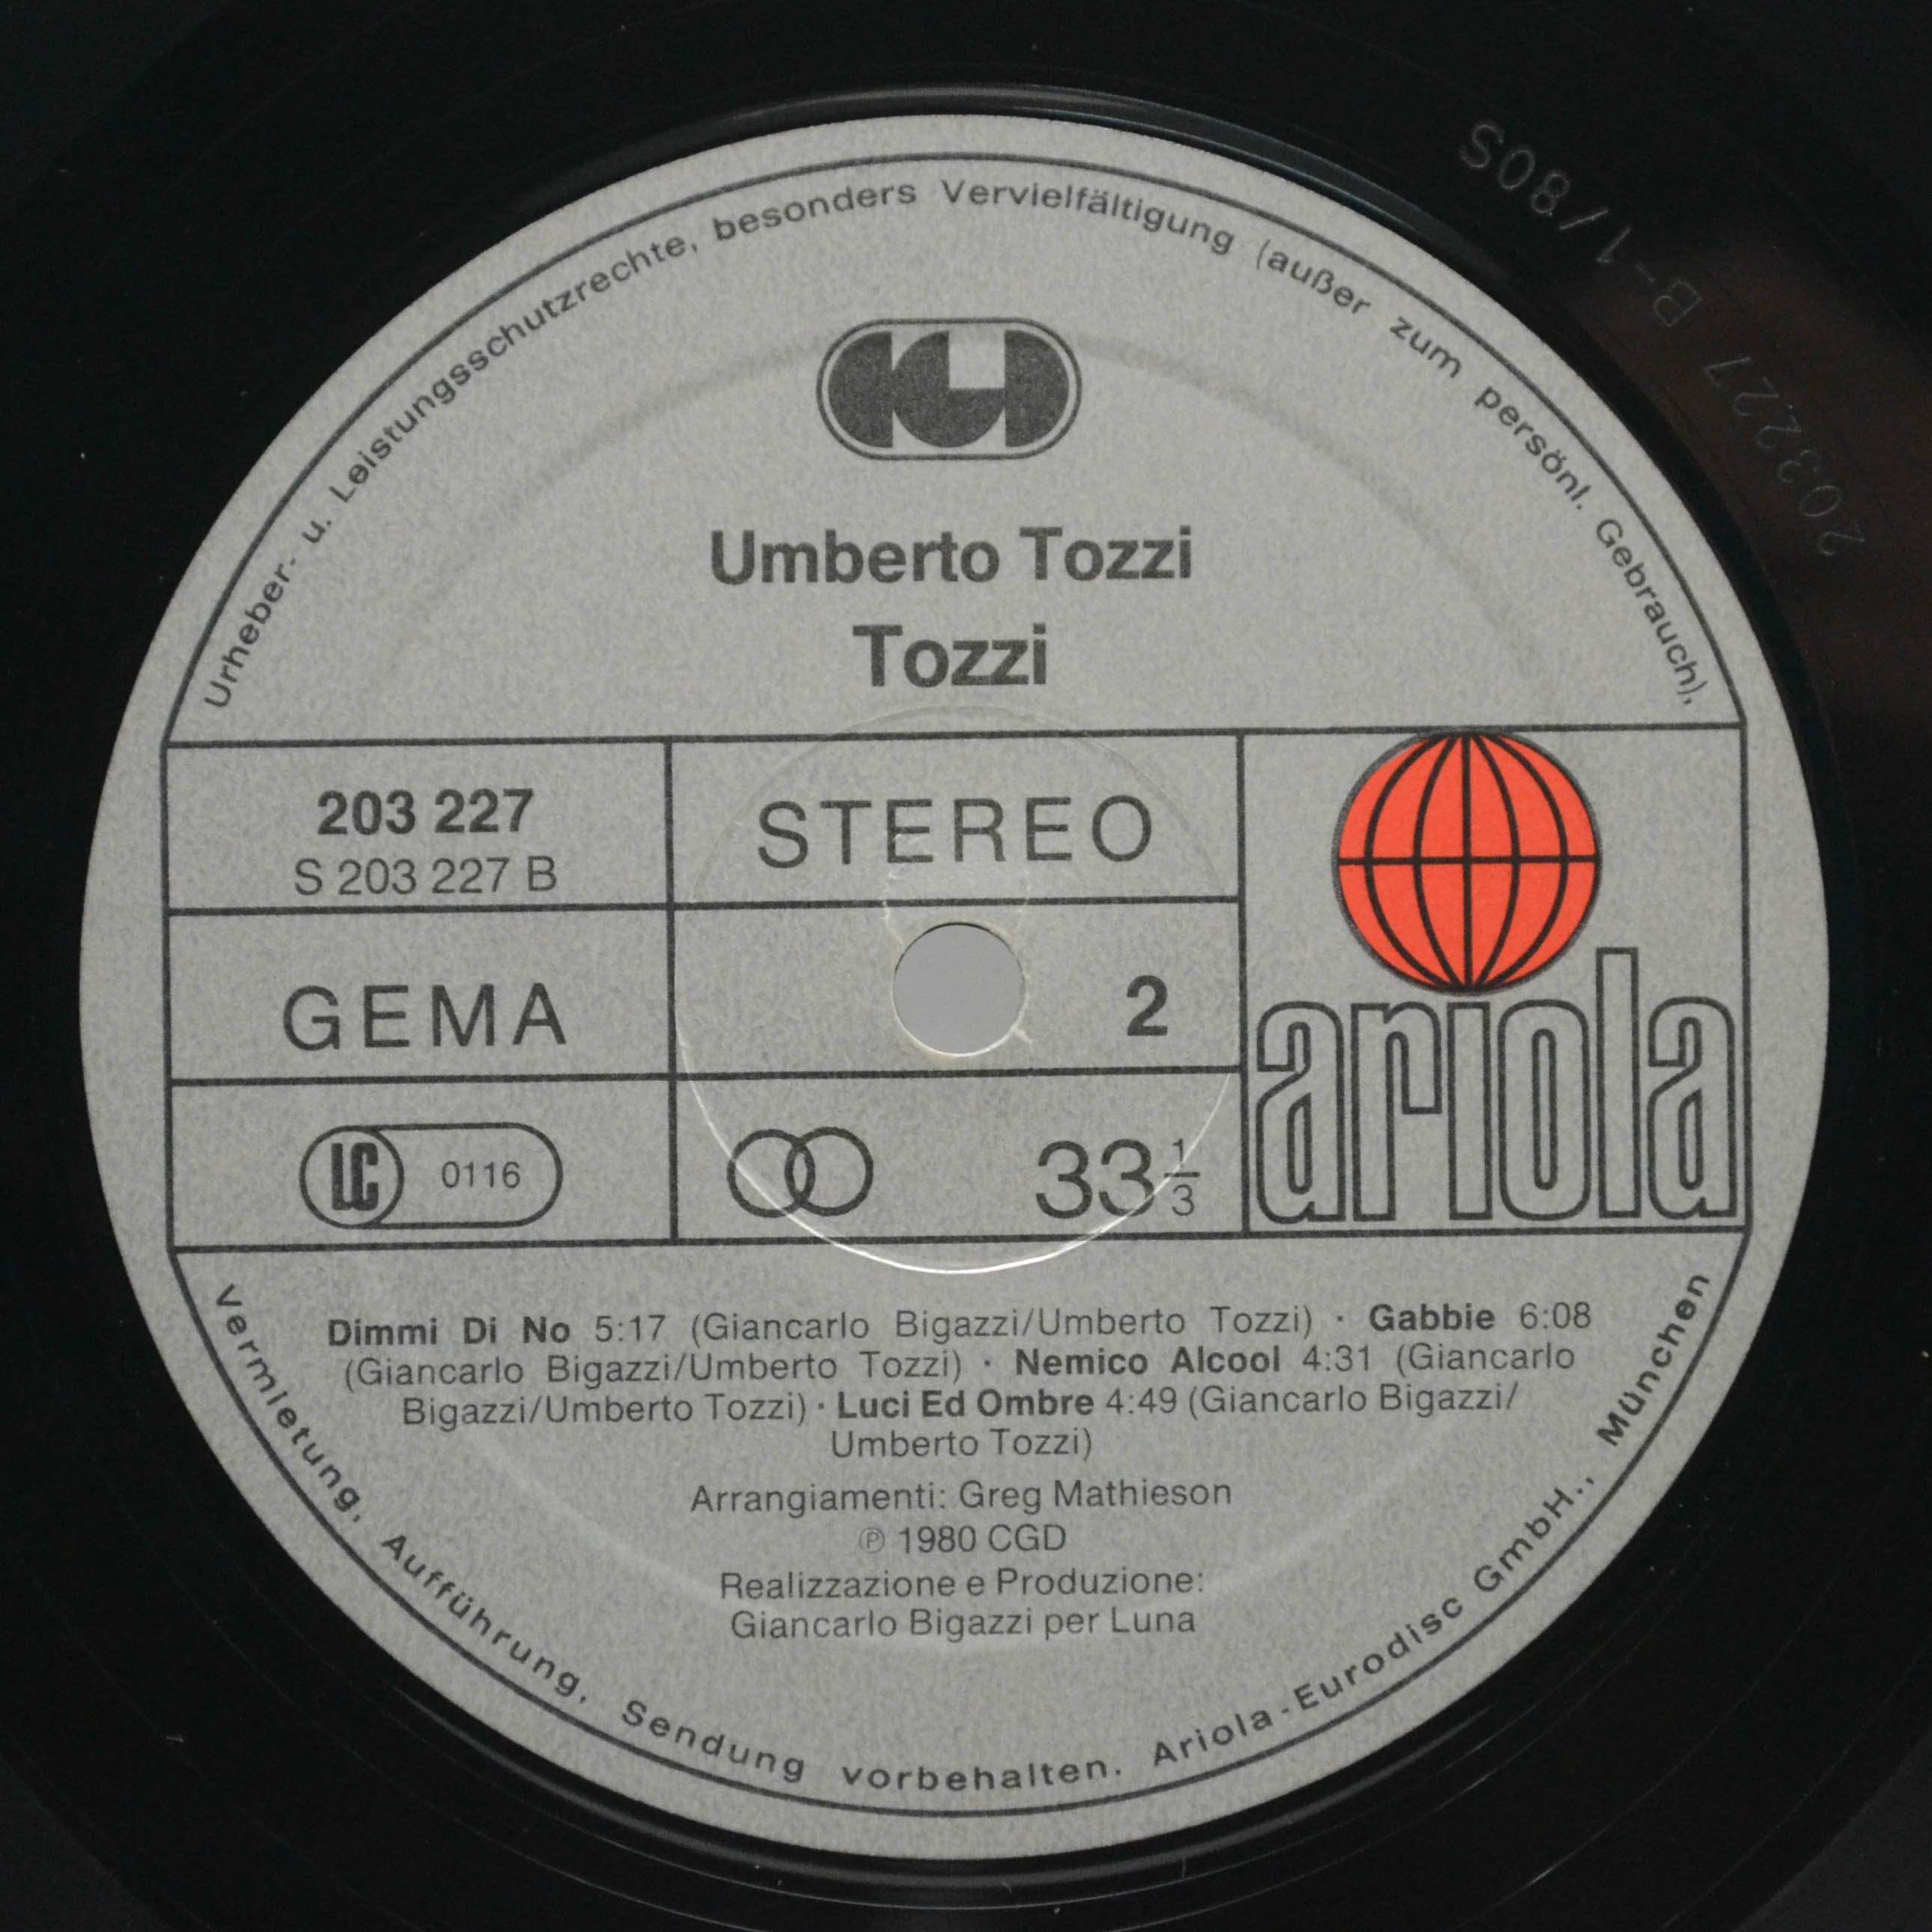 Urheber- u. Leistungsschutzrechte, besonders Vervielfältigung (außer zum persönl. Gebrauch),
Umberto Tozzi
Tozzi
203 227
S 203 227 B
STEREO
GEMA
2
LC 0116
33 1/3
ariola
Dimmi Di No 5:17 (Giancarlo Bigazzi/Umberto Tozzi) · Gabbie 6:08
(Giancarlo Bigazzi/Umberto Tozzi) · Nemico Alcool 4:31 (Giancarlo
Bigazzi/Umberto Tozzi) · Luci Ed Ombre 4:49 (Giancarlo Bigazzi/
Umberto Tozzi)
Arrangiamenti: Greg Mathieson
℗ 1980 CGD
Realizzazione e Produzione:
Giancarlo Bigazzi per Luna
Vermietung, Aufführung, Sendung vorbehalten. Ariola-Eurodisc GmbH., München
203227 B-1/80S